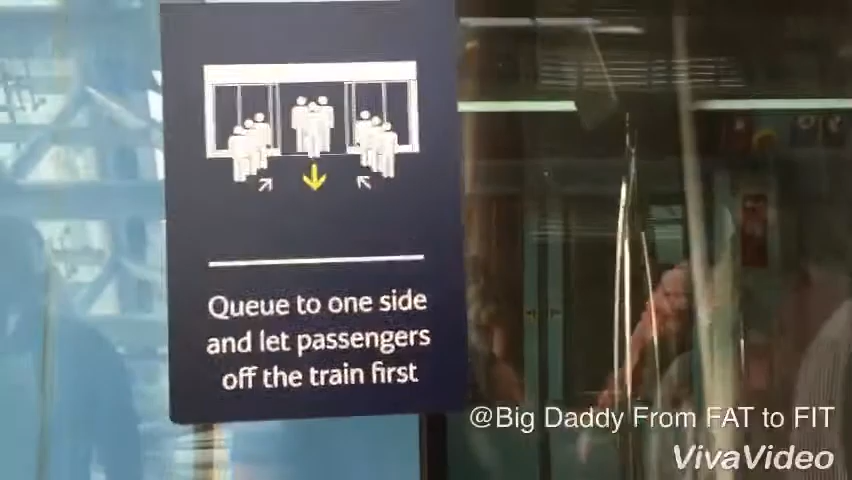 Queue to one side
and let passengers
off the train first
@Big Daddy From FAT to FIT
VivaVideo